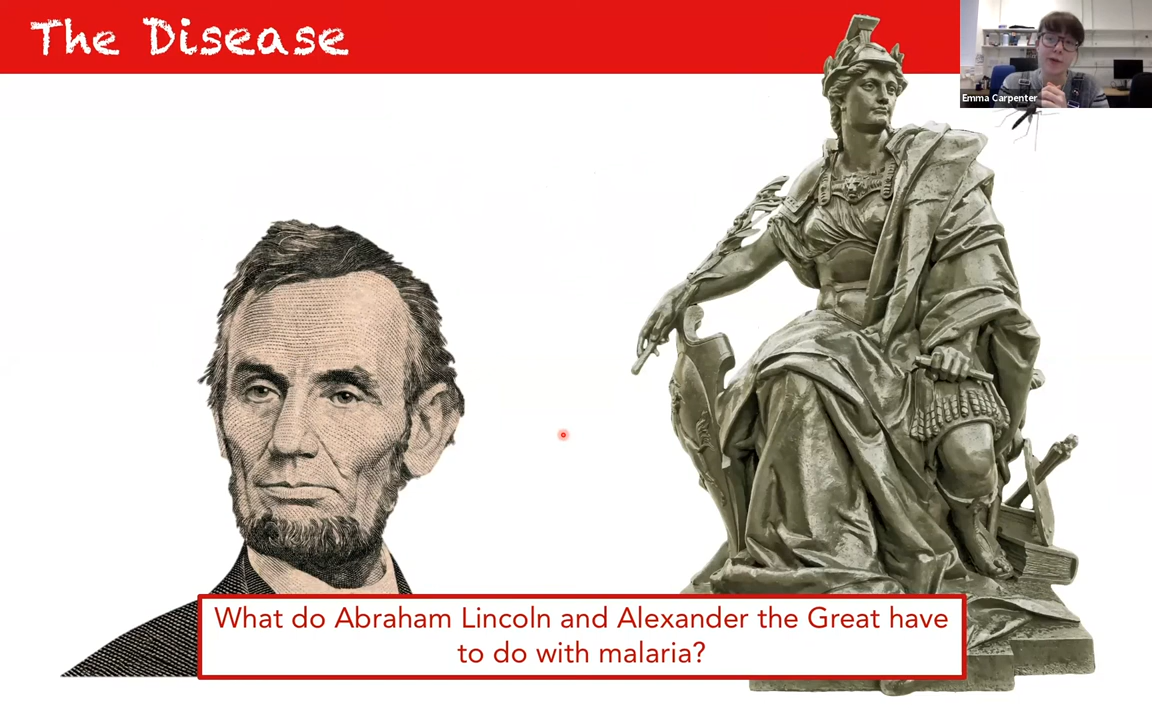 The Disease
Emma Carpenter
What do Abraham Lincoln and Alexander the Great have
to do with malaria?